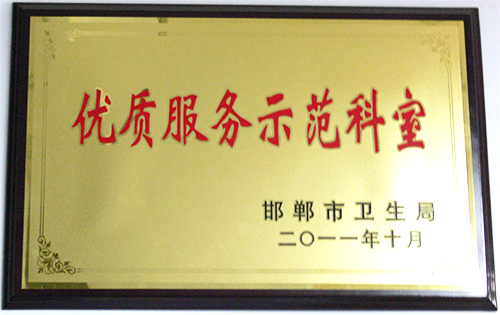 优质服务示范科室
邯郸市卫生局
二〇一一年十月